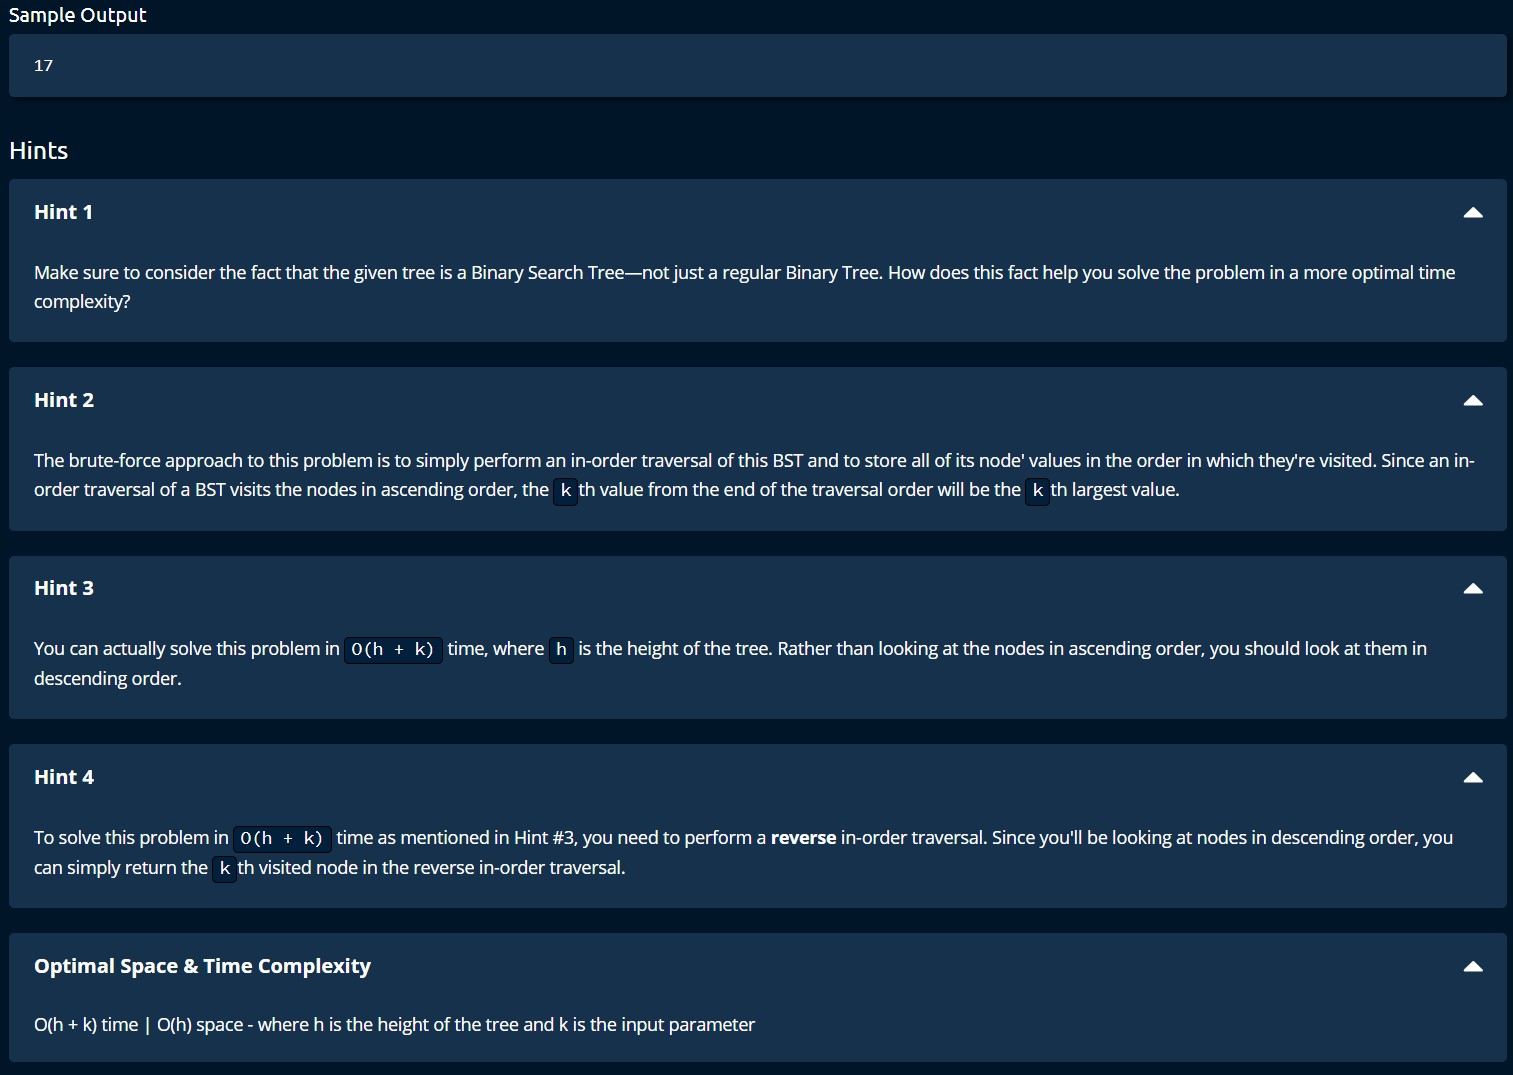 Sample Output
17
Hints
Hint 1
Make sure to consider the fact that the given tree is a Binary Search Tree—not just a regular Binary Tree. How does this fact help you solve the problem in a more optimal time
complexity?
Hint 2
The brute-force approach to this problem is to simply perform an in-order traversal of this BST and to store all of its node' values in the order in which they're visited. Since an in-
order traversal of a BST visits the nodes in ascending order, the k th value from the end of the traversal order will be the k th largest value.
Hint 3
You can actually solve this problem in O(h + k) time, where h is the height of the tree. Rather than looking at the nodes in ascending order, you should look at them in
descending order.
Hint 4
To solve this problem in O(h + k) time as mentioned in Hint #3, you need to perform a reverse in-order traversal. Since you'll be looking at nodes in descending order, you
can simply return the k th visited node in the reverse in-order traversal.
Optimal Space & Time Complexity
O(h + k) time | O(h) space - where h is the height of the tree and k is the input parameter